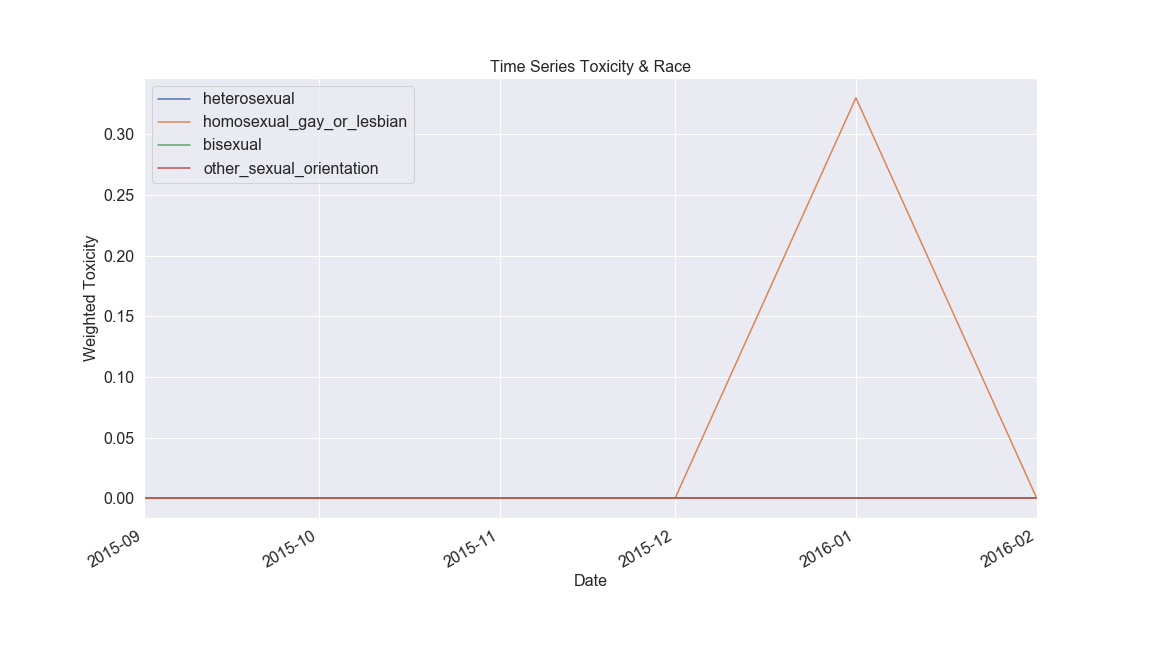 Time Series Toxicity & Race
heterosexual
homosexual_gay_or_lesbian
bisexual
other_sexual_orientation
0.30
0.25
0.20
0.15
0.10
0.05
0.00
Weighted Toxicity
2015-09
2015-10
2015-11
2015-12
2016-01
2016-02
Date